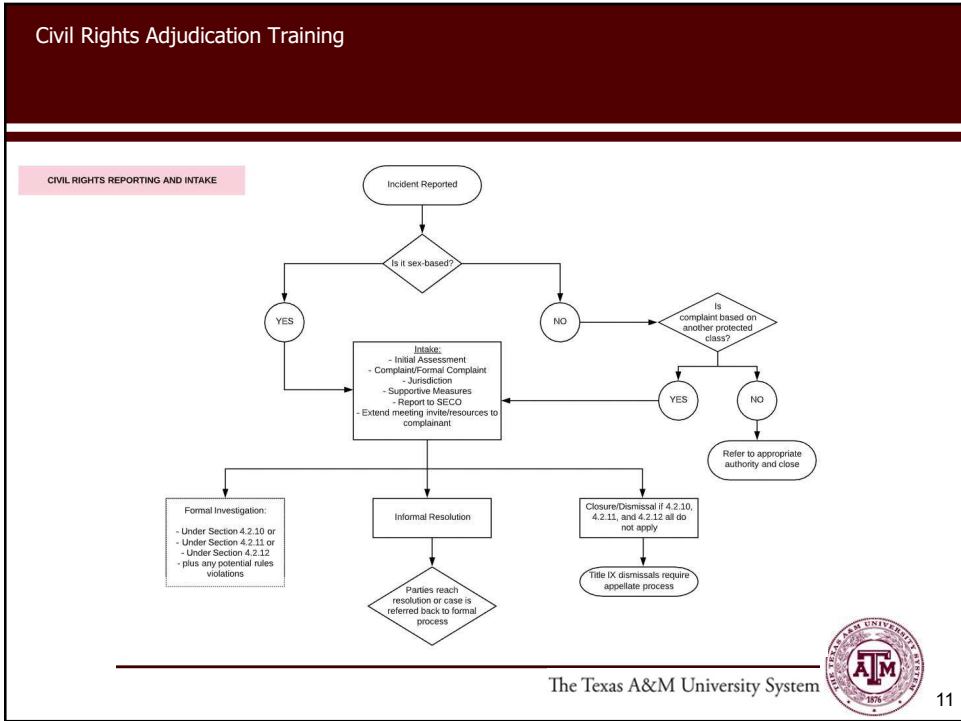 Civil Rights Adjudication Training
CIVIL RIGHTS REPORTING AND INTAKE
Incident Reported
Is it sex-based?
YES
NO
Is
complaint based on
another protected
class?
Intake:
- Initial Assessment
- Complaint/Formal Complaint
- Jurisdiction
- Supportive Measures
- Report to SECO
- Extend meeting invite/resources to
complainant
YES
NO
Refer to appropriate
authority and close
Formal Investigation:
- Under Section 4.2.10 or
- Under Section 4.2.11 or
- Under Section 4.2.12
- plus any potential rules
violations
Informal Resolution
Closure/Dismissal if 4.2.10,
4.2.11, and 4.2.12 all do
not apply
Parties reach
resolution or case is
referred back to formal
process
Title IX dismissals require
appellate process
The Texas A&M University System
THE TEXAS A&M UNIVERSITY SYSTEM
ATM
1876
11